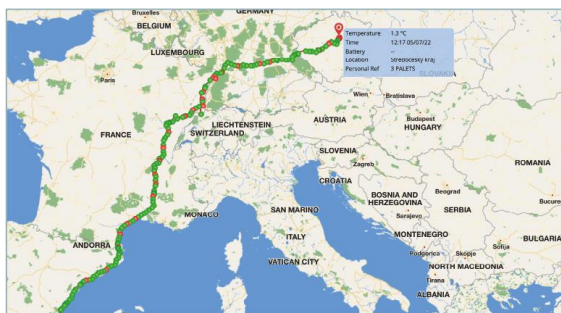 GERMANY
Bruxelles
BELGIUM
Temperature 1.3 °C
Time 12:17 05/07/22
Battery --
Location Středočeský kraj
Personal Ref 3 PALETS
LUXEMBOURG
Paris
SLOVAKIA
Wien
Bratislava
LIECHTENSTEIN
SWITZERLAND
AUSTRIA
Budapest
HUNGARY
FRANCE
SLOVENIA
Zagreb
CROATIA
ROMANIA
BOSNIA AND
HERZEGOVINA
Beograd
SERBIA
MONACO
SAN MARINO
Sarajevo
ANDORRA
ITALY
MONTENEGRO
Podgorica
Sofija
BULGARIA
VATICAN CITY
Skopje
NORTH MACEDONIA
Tirana
ALBANIA